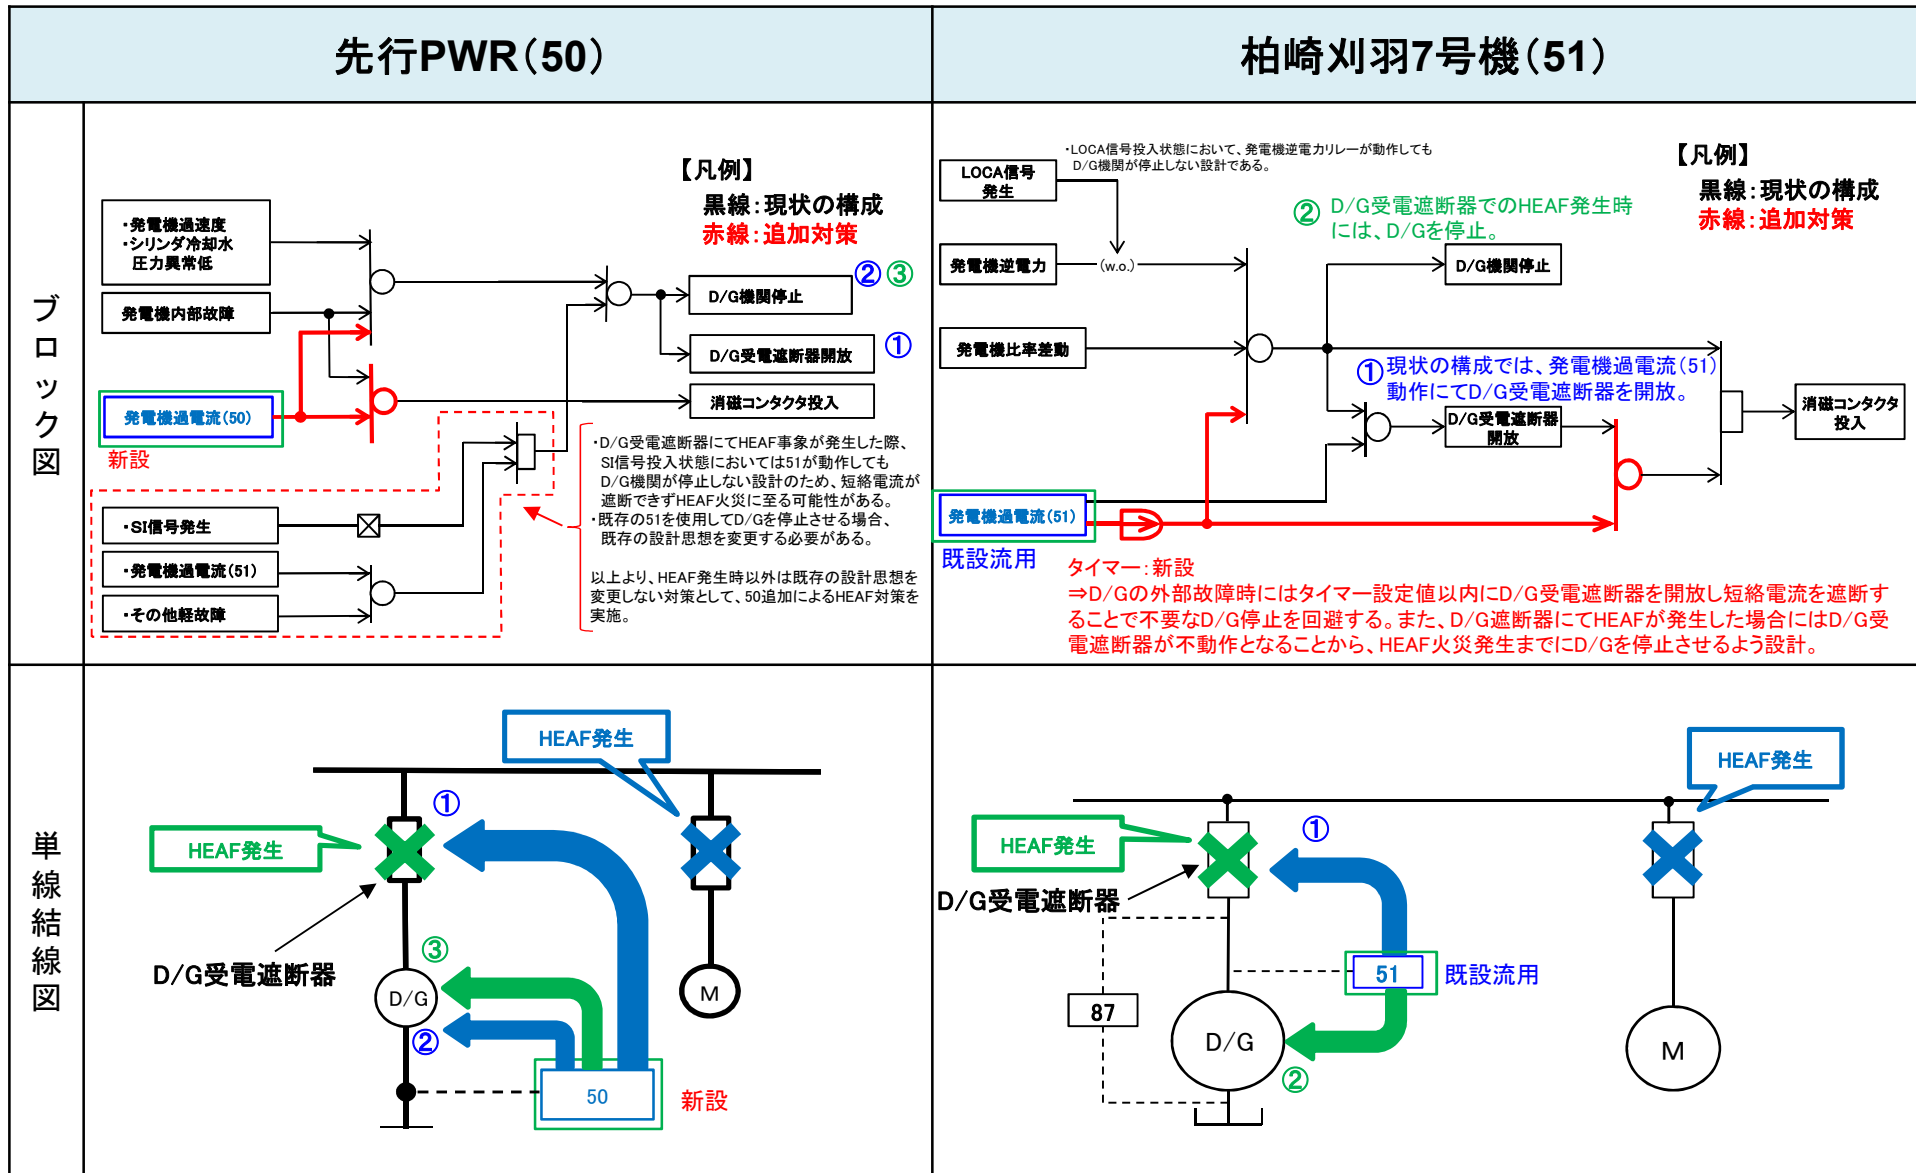 先行PWR(50)
柏崎刈羽7号機(51)
ブロック図
・発電機過速度
・シリンダ冷却水
圧力異常低
発電機内部故障
発電機過電流(50)
新設
・SI信号発生
・発電機過電流(51)
・その他軽故障
【凡例】
黒線:現状の構成
赤線:追加対策
D/G機関停止
②③
D/G受電遮断器開放
①
消磁コンタクタ投入
・D/G受電遮断器にてHEAF事象が発生した際、
SI信号投入状態においては51が動作しても
D/G機関が停止しない設計のため、短絡電流が
遮断できずHEAF火災に至る可能性がある。
・既存の51を使用してD/Gを停止させる場合、
既存の設計思想を変更する必要がある。
以上より、HEAF発生時以外は既存の設計思想を
変更しない対策として、50追加によるHEAF対策を
実施。
LOCA信号
発生
・LOCA信号投入状態において、発電機逆電力リレーが動作しても
D/G機関が停止しない設計である。
【凡例】
黒線:現状の構成
赤線:追加対策
② D/G受電遮断器でのHEAF発生時
には、D/Gを停止。
発電機逆電力
(w.o.)
D/G機関停止
発電機比率差動
①現状の構成では、発電機過電流(51)
動作にてD/G受電遮断器を開放。
D/G受電遮断器
開放
消磁コンタクタ
投入
発電機過電流(51)
既設流用
タイマー:新設
⇒D/Gの外部故障時にはタイマー設定値以内にD/G受電遮断器を開放し短絡電流を遮断す
ることで不要なD/G停止を回避する。また、D/G遮断器にてHEAFが発生した場合にはD/G受
電遮断器が不動作となることから、HEAF火災発生までにD/Gを停止させるよう設計。
単線結線図
HEAF発生
①
HEAF発生
D/G受電遮断器
③
D/G
M
②
50
新設
HEAF発生
HEAF発生
①
D/G受電遮断器
51
既設流用
87
D/G
M
②